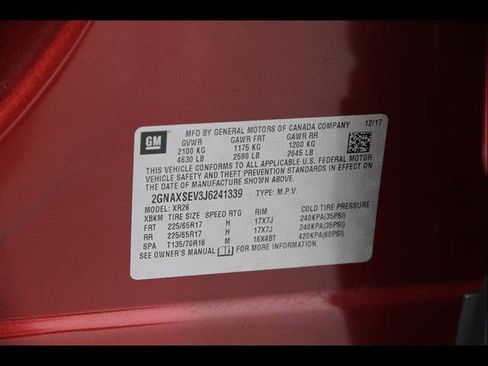 GM
MFD BY GENERAL MOTORS OF CANADA COMPANY 12/17
GVWR GAWR FRT GAWR RR
2100 KG 1175 KG 1200 KG
4630 LB 2590 LB 2645 LB
THIS VEHICLE CONFORMS TO ALL APPLICABLE U.S. FEDERAL MOTOR
VEHICLE SAFETY AND THEFT PREVENTION STANDARDS IN EFFECT
ON THE DATE OF MANUFACTURE SHOWN ABOVE.
2GNAXSEV3J6241339 TYPE: M.P.V.
MODEL: XR26
XBKM TIRE SIZE SPEED RTG RIM COLD TIRE PRESSURE
FRT 225/65R17 H 17X7J 240KPA(35PSI)
RR 225/65R17 H 17X7J 240KPA(35PSI)
SPA T135/70R16 M 16X4BT 420KPA(60PSI)
SEE OWNER'S MANUAL FOR MORE INFORMATION.